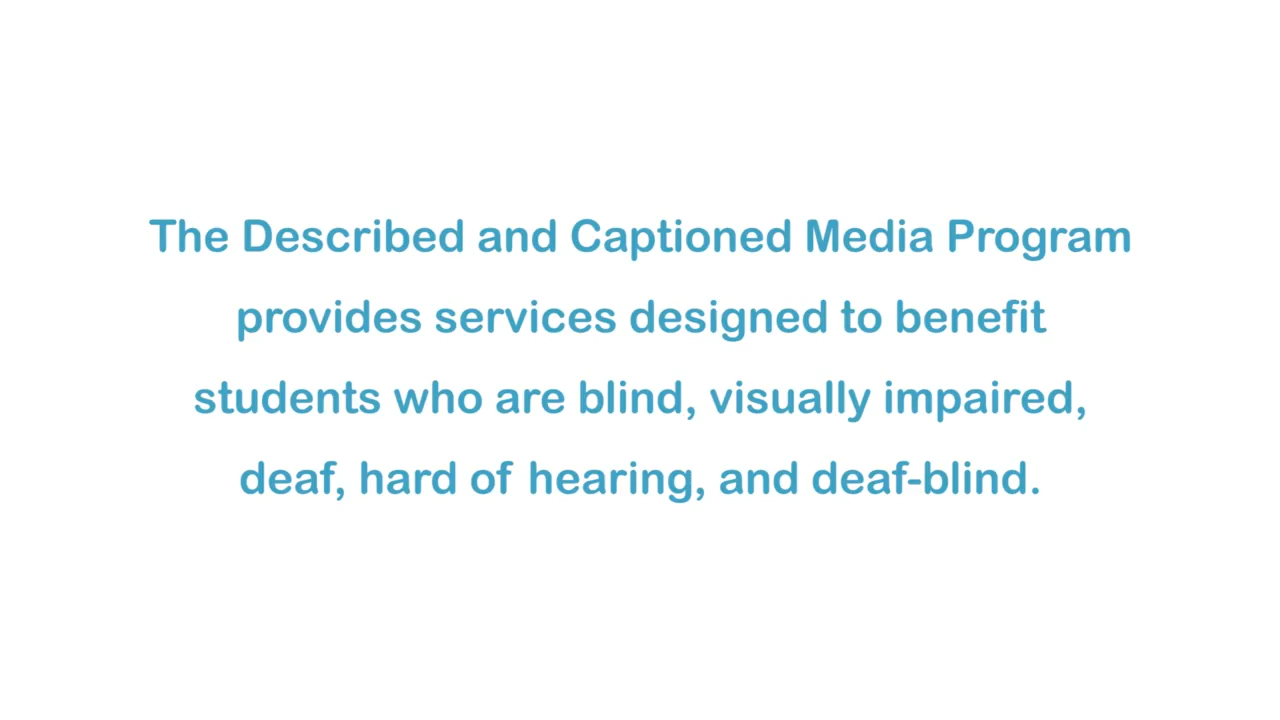 The Described and Captioned Media Program
provides services designed to benefit
students who are blind, visually impaired,
deaf, hard of hearing, and deaf-blind.